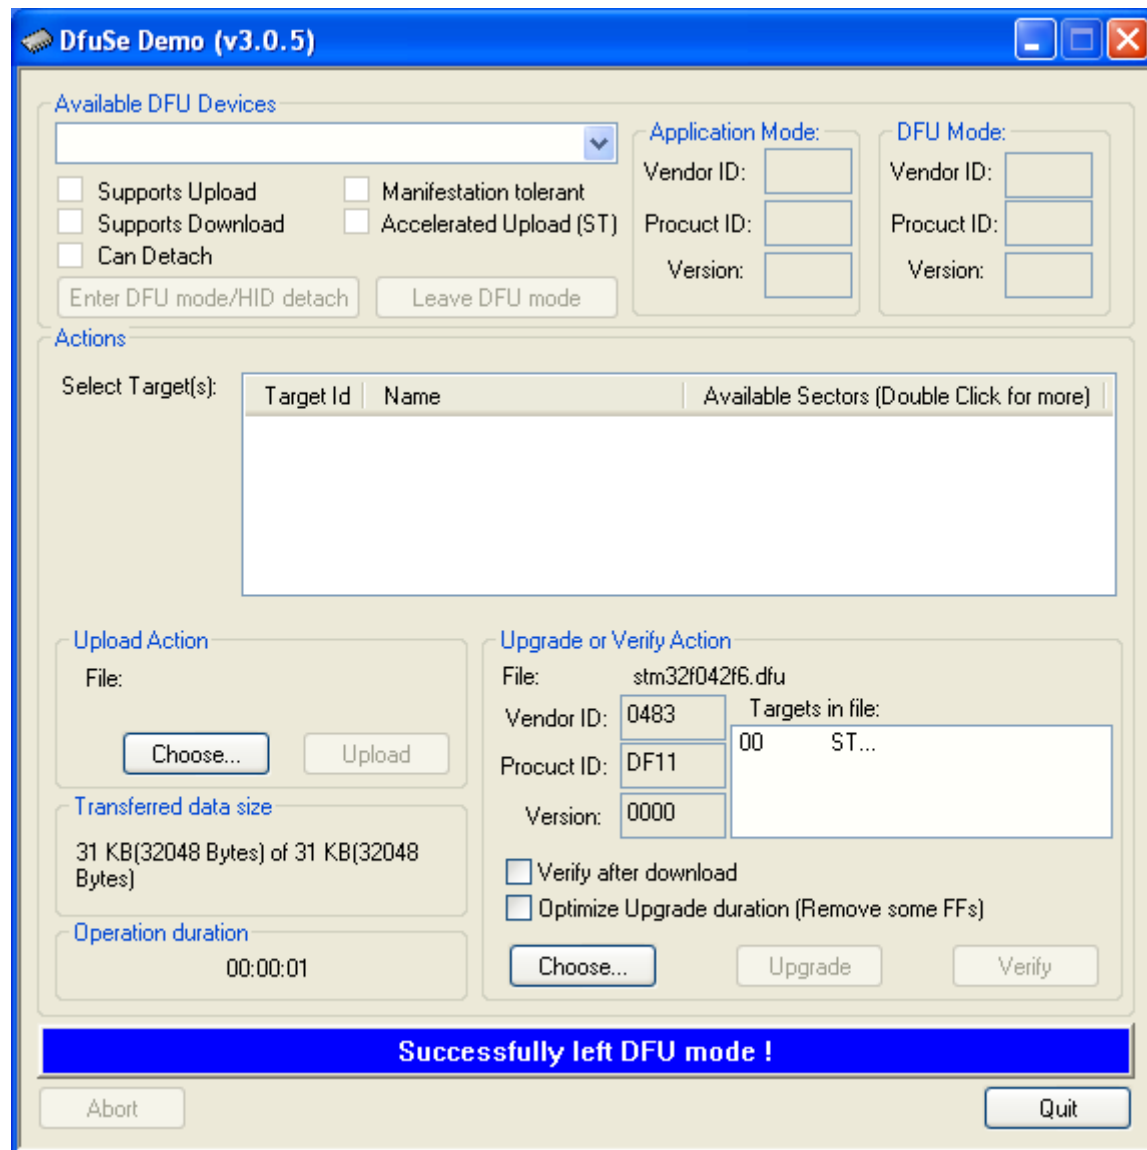 DfuSe Demo (v3.0.5)
Available DFU Devices
Supports Upload
Manifestation tolerant
Supports Download
Accelerated Upload (ST)
Can Detach
Enter DFU mode/HID detach
Leave DFU mode
Application Mode:
Vendor ID:
Procuct ID:
Version:
DFU Mode:
Vendor ID:
Procuct ID:
Version:
Actions
Select Target(s):
Target Id Name Available Sectors (Double Click for more)
Upload Action
File:
Choose... Upload
Transferred data size
31 KB(32048 Bytes) of 31 KB(32048
Bytes)
Operation duration
00:00:01
Upgrade or Verify Action
File: stm32f042f6.dfu
Vendor ID: 0483
Procuct ID: DF11
Version: 0000
Targets in file:
00 ST...
Verify after download
Optimize Upgrade duration (Remove some FFs)
Choose... Upgrade Verify
Successfully left DFU mode !
Abort Quit